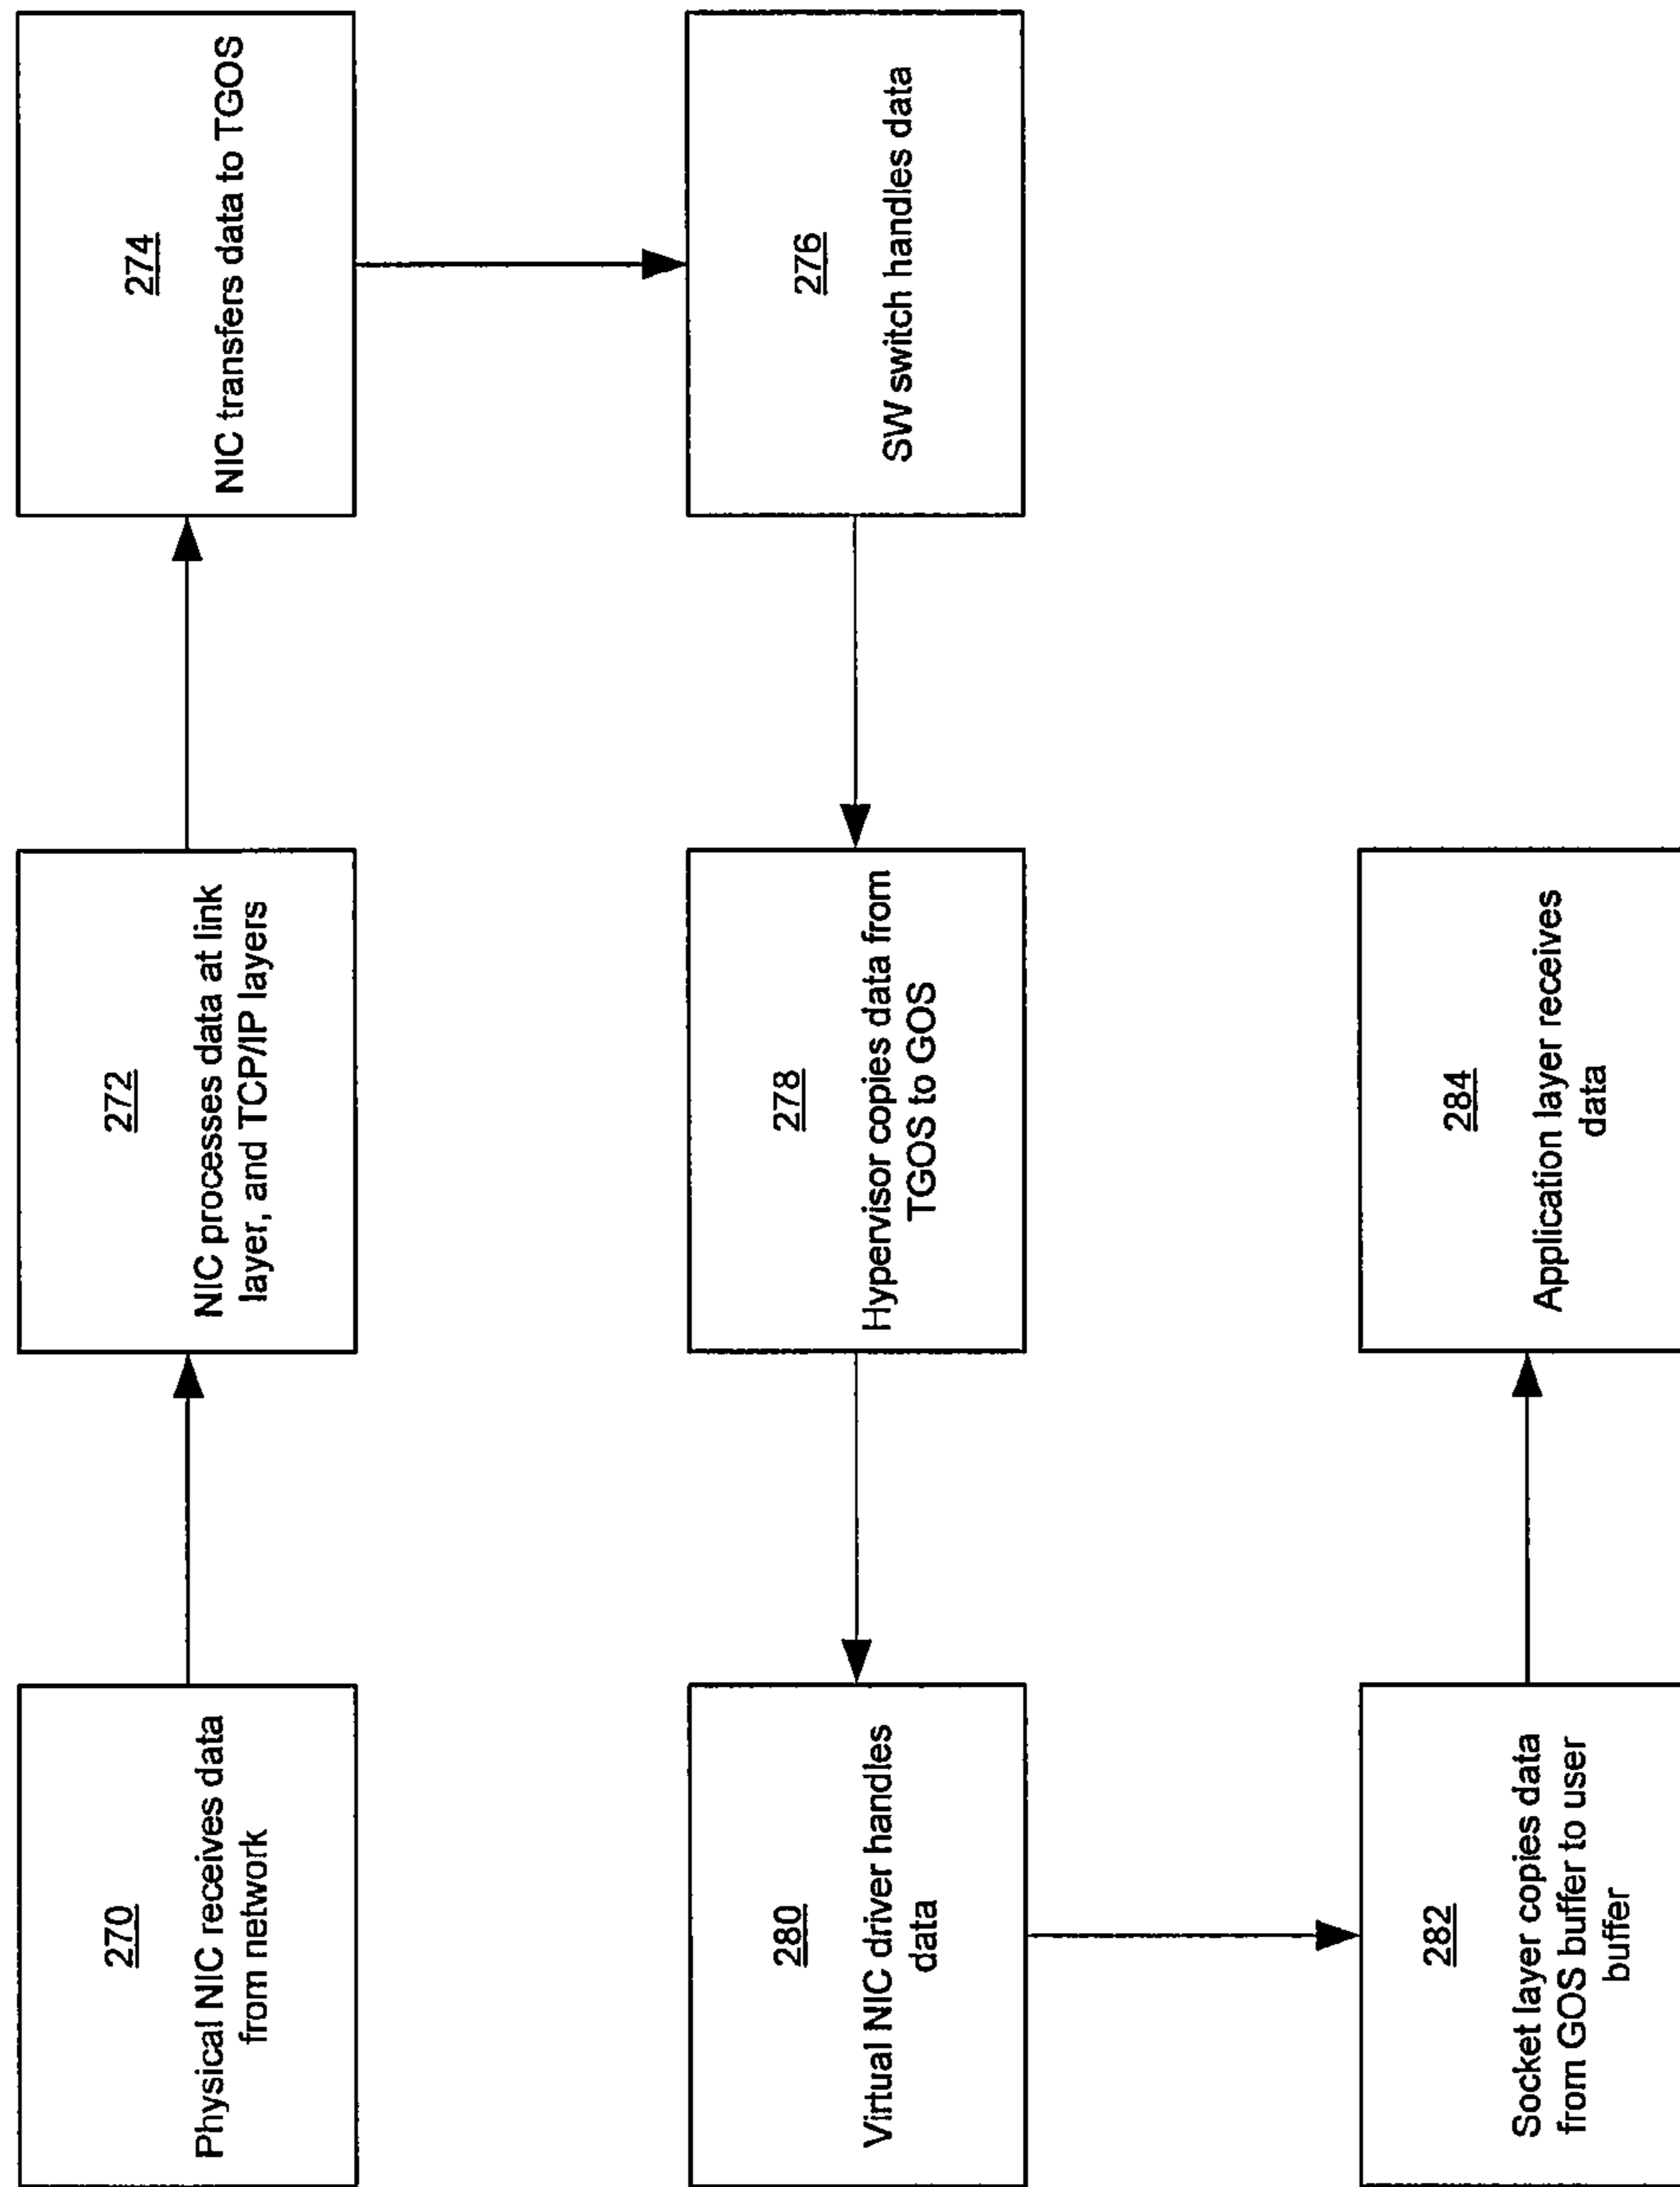 270
Physical NIC receives data
from network
272
NIC processes data at link
layer, and TCP/IP layers
274
NIC transfers data to TGOS
276
SW switch handles data
278
Hypervisor copies data from
TGOS to GOS
280
Virtual NIC driver handles
data
282
Socket layer copies data
from GOS buffer to user
buffer
284
Application layer receives
data